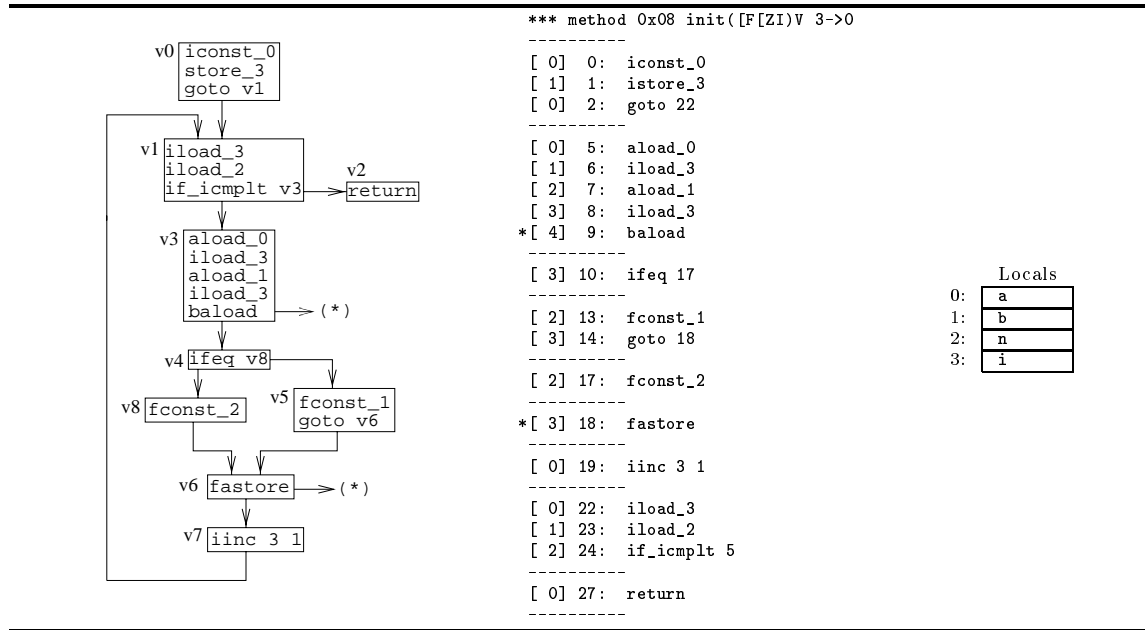 v0
iconst_0
store_3
goto v1
v1
iload_3
iload_2
if_icmplt v3
v2
return
v3
aload_0
iload_3
aload_1
iload_3
baload
(*)
v4
ifeq v8
v8
fconst_2
v5
fconst_1
goto v6
v6
fastore
(*)
v7
iinc 3 1
*** method 0x08 init([F[ZI)V 3->0
----------
[ 0] 0: iconst_0
[ 1] 1: istore_3
[ 0] 2: goto 22
----------
[ 0] 5: aload_0
[ 1] 6: iload_3
[ 2] 7: aload_1
[ 3] 8: iload_3
*[ 4] 9: baload
----------
[ 3] 10: ifeq 17
----------
[ 2] 13: fconst_1
[ 3] 14: goto 18
----------
[ 2] 17: fconst_2
----------
*[ 3] 18: fastore
----------
[ 0] 19: iinc 3 1
----------
[ 0] 22: iload_3
[ 1] 23: iload_2
[ 2] 24: if_icmplt 5
----------
[ 0] 27: return
----------
Locals
0: a
1: b
2: n
3: i